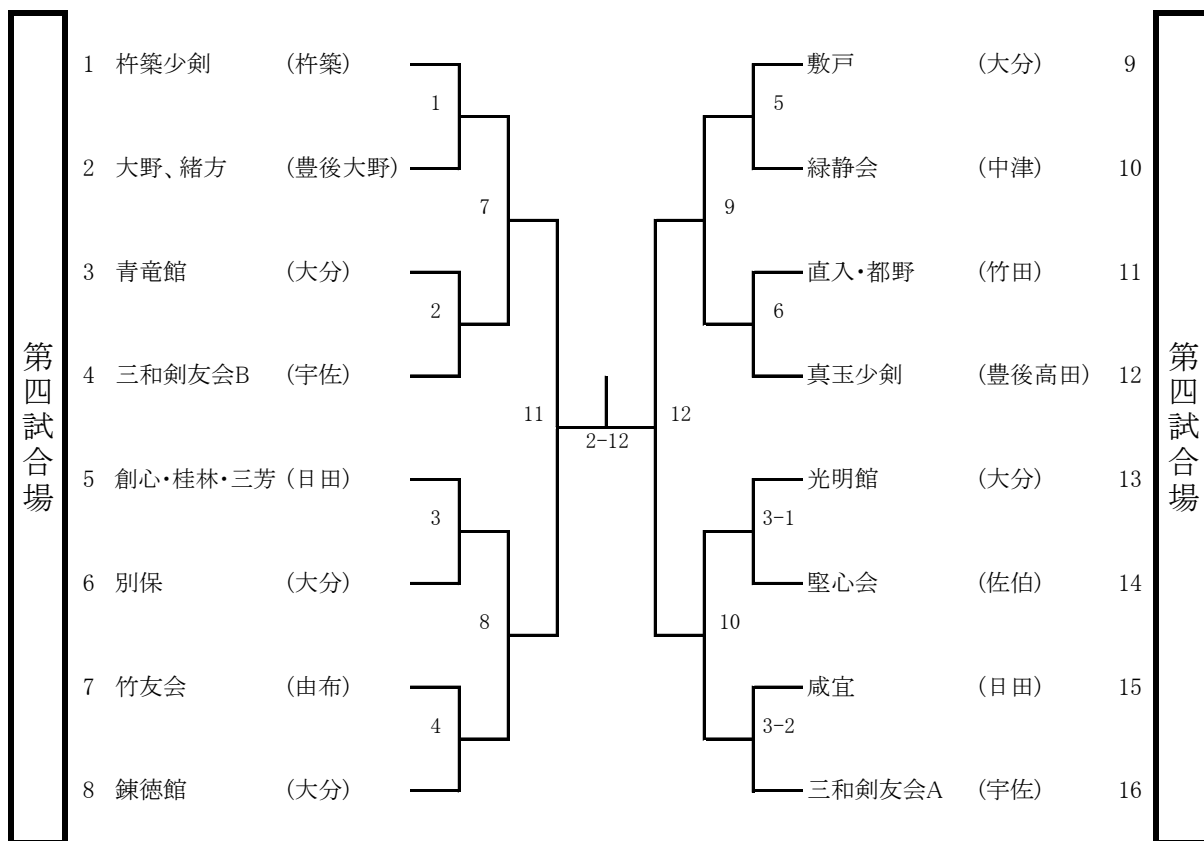 第四試合場
1 杵築少剣 (杵築)
2 大野、緒方 (豊後大野)
3 青竜館 (大分)
4 三和剣友会B (宇佐)
5 創心・桂林・三芳 (日田)
6 別保 (大分)
7 竹友会 (由布)
8 錬徳館 (大分)
1
2
3
4
7
8
11
2-12
12
9
10
5
6
3-1
3-2
敷戸 (大分) 9
緑静会 (中津) 10
直入・都野 (竹田) 11
真玉少剣 (豊後高田) 12
光明館 (大分) 13
堅心会 (佐伯) 14
咸宜 (日田) 15
三和剣友会A (宇佐) 16
第四試合場